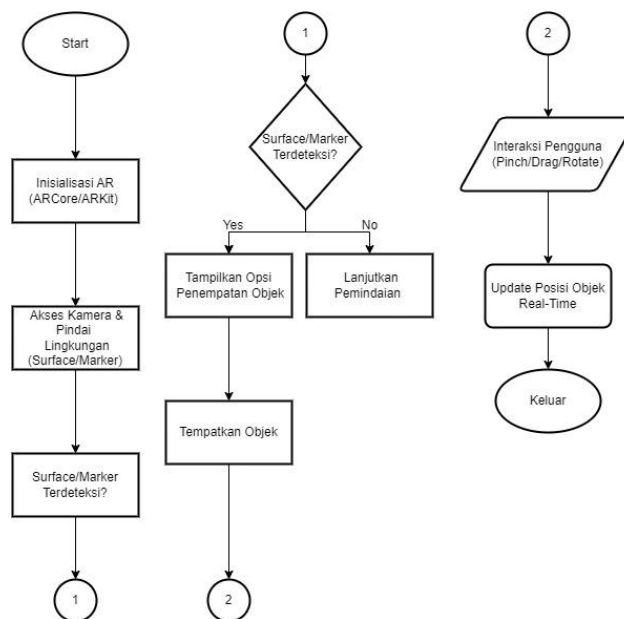 Start
Inisialisasi AR
(ARCore/ARKit)
Akses Kamera &
Pindai
Lingkungan
(Surface/Marker)
Surface/Marker
Terdeteksi?
1
1
Surface/Marker
Terdeteksi?
Yes
No
Tampilkan Opsi
Penempatan Objek
Lanjutkan
Pemindaian
Tempatkan Objek
2
2
Interaksi Pengguna
(Pinch/Drag/Rotate)
Update Posisi Objek
Real-Time
Keluar